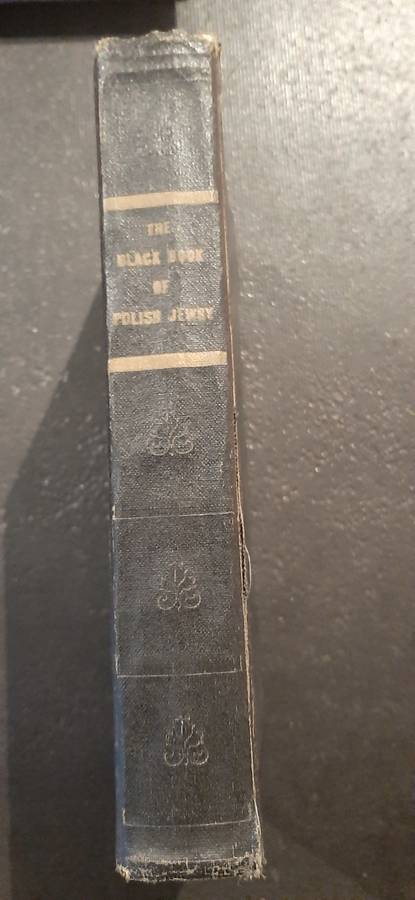 THE
BLACK BOOK
OF
POLISH JEWRY